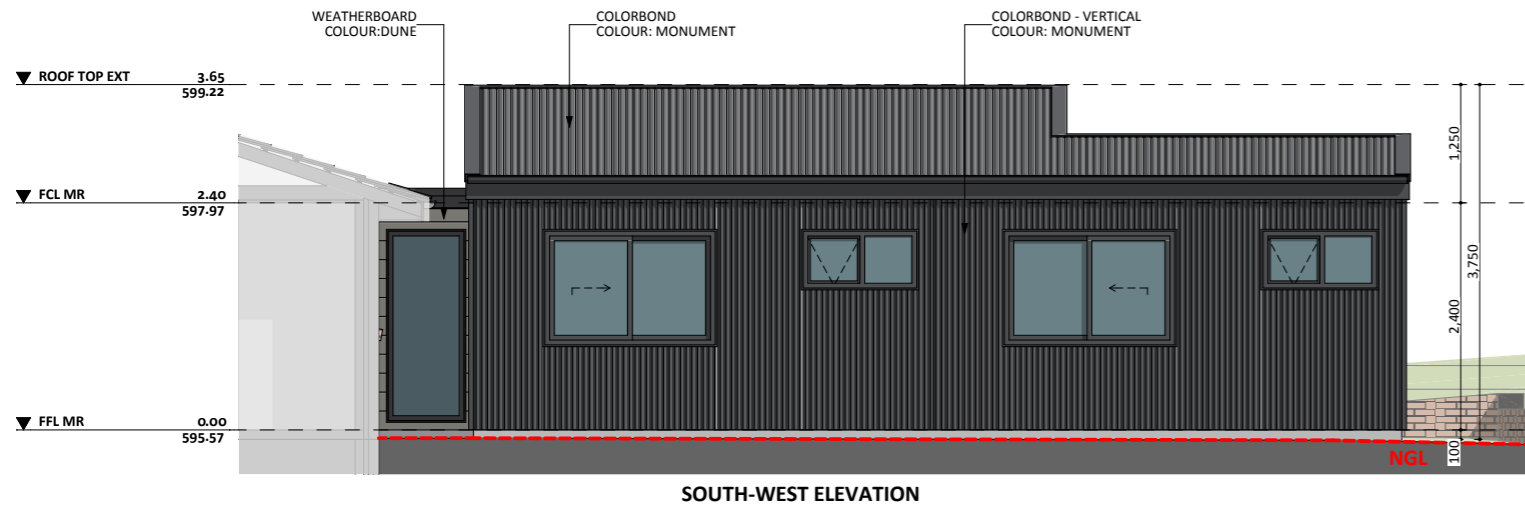 WEATHERBOARD
COLOUR:DUNE
COLORBOND
COLOUR: MONUMENT
COLORBOND - VERTICAL
COLOUR: MONUMENT
ROOF TOP EXT 3.65
599.22
1,250
FCL MR 2.40
597.97
3,750
2,400
FFL MR 0.00
595.57
NGL
100
SOUTH-WEST ELEVATION